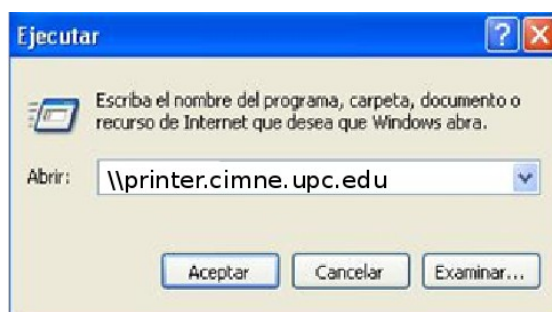 Ejecutar
Escriba el nombre del programa, carpeta, documento o
recurso de Internet que desea que Windows abra.
Abrir: \\printer.cimne.upc.edu
Aceptar Cancelar Examinar...